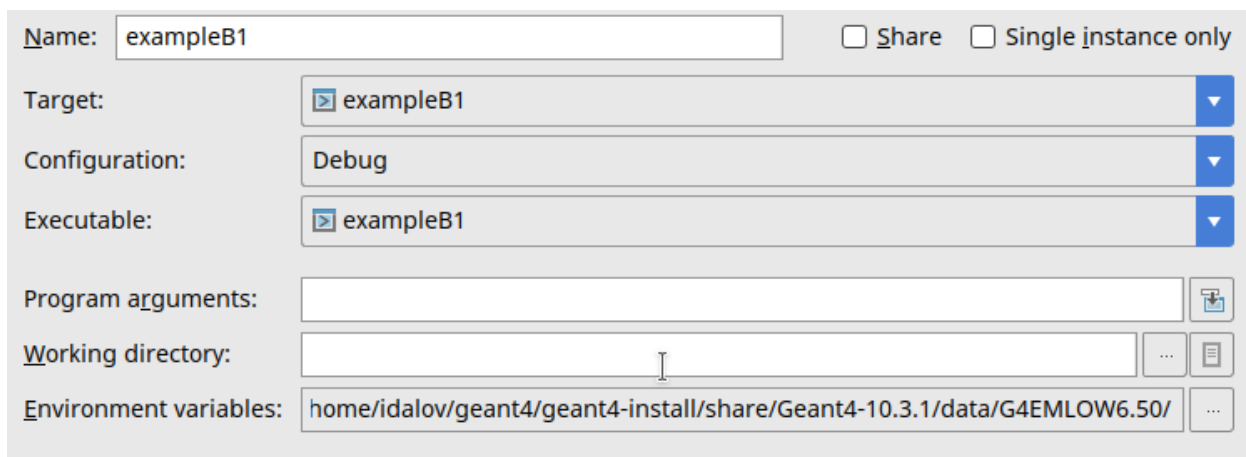 Name: exampleB1 Share Single instance only
Target: exampleB1
Configuration: Debug
Executable: exampleB1
Program arguments:
Working directory: ...
Environment variables: home/idalov/geant4/geant4-install/share/Geant4-10.3.1/data/G4EMLOW6.50/ ...